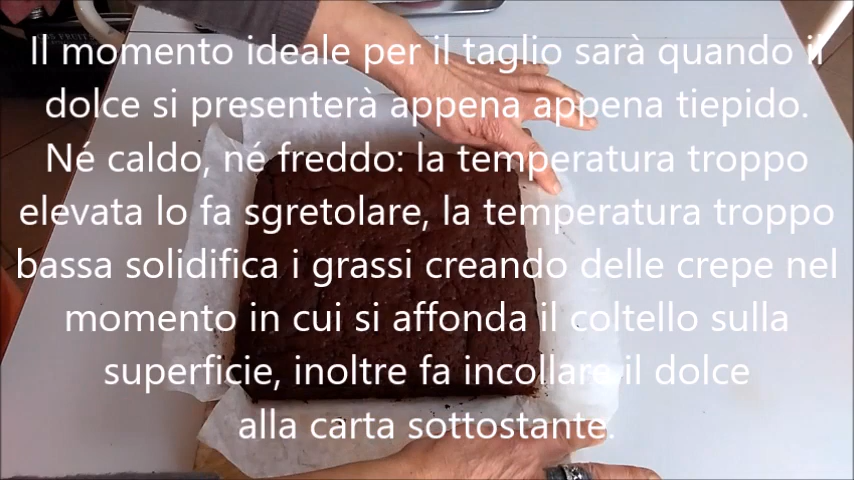 Il momento ideale per il taglio sarà quando il
dolce si presenterà appena appena tiepido.
Né caldo, né freddo: la temperatura troppo
elevata lo fa sgretolare, la temperatura troppo
bassa solidifica i grassi creando delle crepe nel
momento in cui si affonda il coltello sulla
superficie, inoltre fa incollare il dolce
alla carta sottostante.